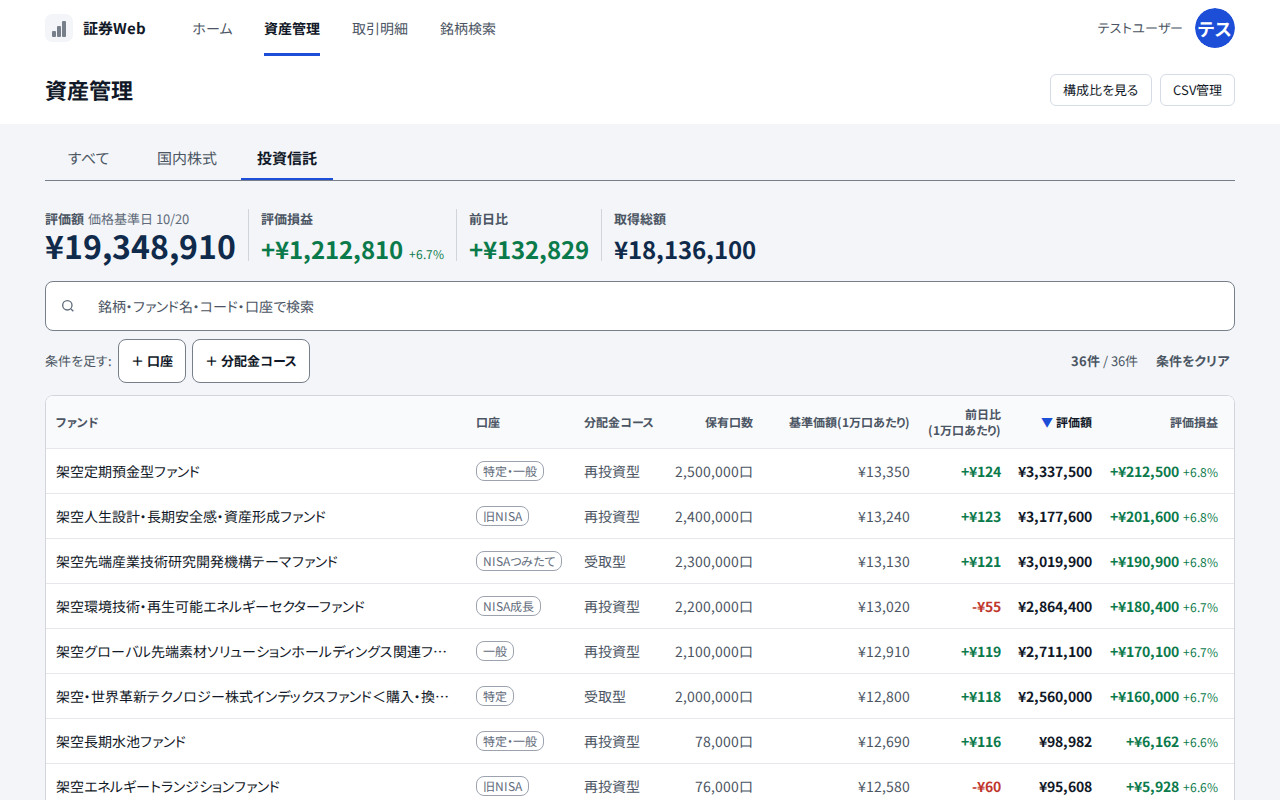 証券Web ホーム 資産管理 取引明細 銘柄検索 テストユーザー テス
資産管理 構成比を見る CSV管理
すべて 国内株式 投資信託
評価額 価格基準日 10/20 評価損益 前日比 取得総額
¥19,348,910 +¥1,212,810 +6.7% +¥132,829 ¥18,136,100
銘柄・ファンド名・コード・口座で検索
条件を足す: ＋ 口座 ＋ 分配金コース 36件 / 36件 条件をクリア
ファンド 口座 分配金コース 保有口数 基準価額(1万口あたり) 前日比 (1万口あたり) ▼ 評価額 評価損益
架空定期預金型ファンド 特定・一般 再投資型 2,500,000口 ¥13,350 +¥124 ¥3,337,500 +¥212,500 +6.8%
架空人生設計・長期安全感・資産形成ファンド 旧NISA 再投資型 2,400,000口 ¥13,240 +¥123 ¥3,177,600 +¥201,600 +6.8%
架空先端産業技術研究開発機構テーマファンド NISAつみたて 受取型 2,300,000口 ¥13,130 +¥121 ¥3,019,900 +¥190,900 +6.8%
架空環境技術・再生可能エネルギーセクターファンド NISA成長 再投資型 2,200,000口 ¥13,020 -¥55 ¥2,864,400 +¥180,400 +6.7%
架空グローバル先端素材ソリューションホールディングス関連フ… 一般 再投資型 2,100,000口 ¥12,910 +¥119 ¥2,711,100 +¥170,100 +6.7%
架空・世界革新テクノロジー株式インデックスファンド＜購入・換… 特定 受取型 2,000,000口 ¥12,800 +¥118 ¥2,560,000 +¥160,000 +6.7%
架空長期水池ファンド 特定・一般 再投資型 78,000口 ¥12,690 +¥116 ¥98,982 +¥6,162 +6.6%
架空エネルギートランジションファンド 旧NISA 再投資型 76,000口 ¥12,580 -¥60 ¥95,608 +¥5,928 +6.6%